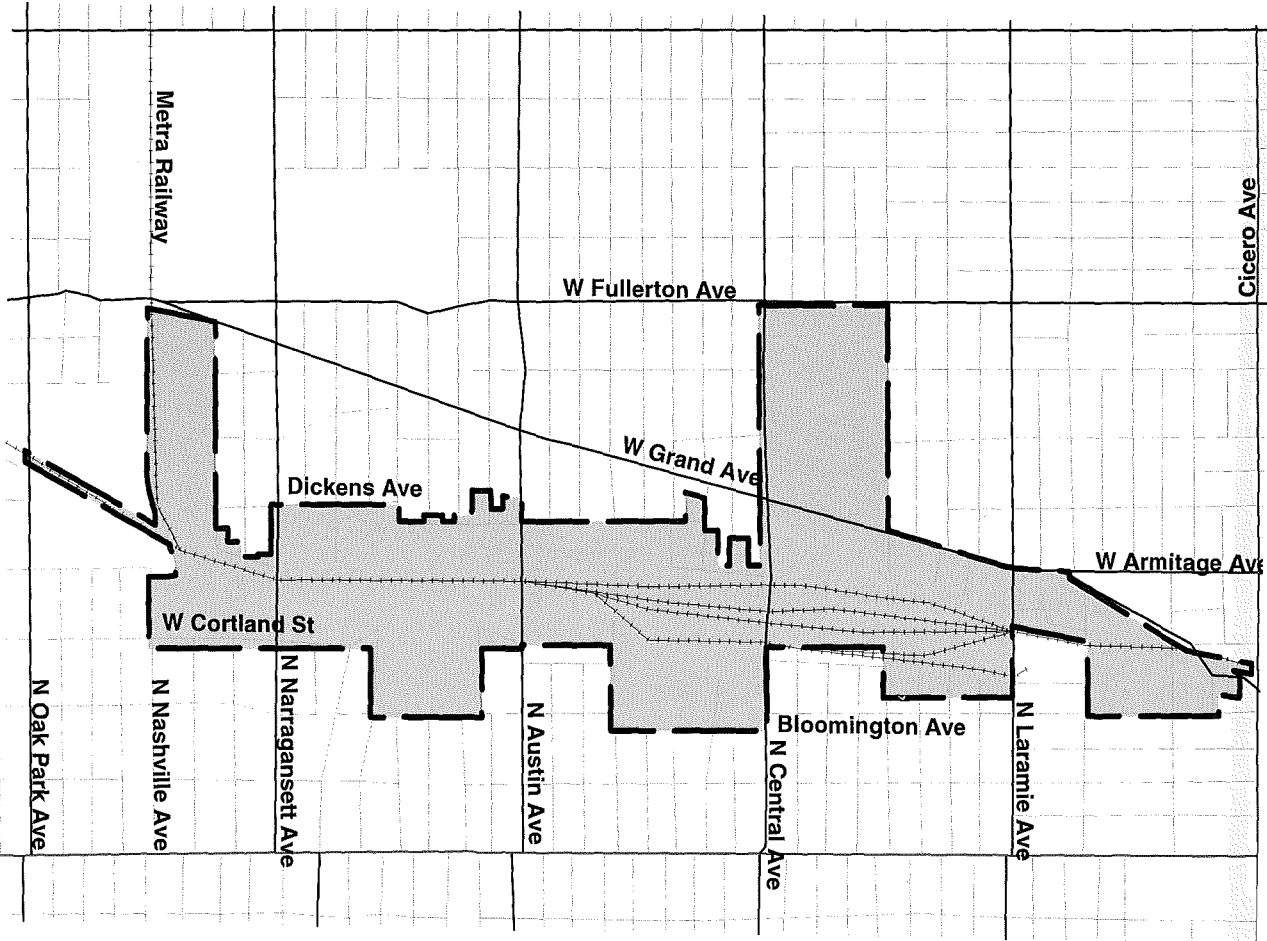 Metra Railway
Cicero Ave
W Fullerton Ave
W Grand Ave
Dickens Ave
W Armitage Ave
W Cortland St
N Oak Park Ave
N Nashville Ave
N Narragansett Ave
N Austin Ave
Bloomington Ave
N Central Ave
N Laramie Ave